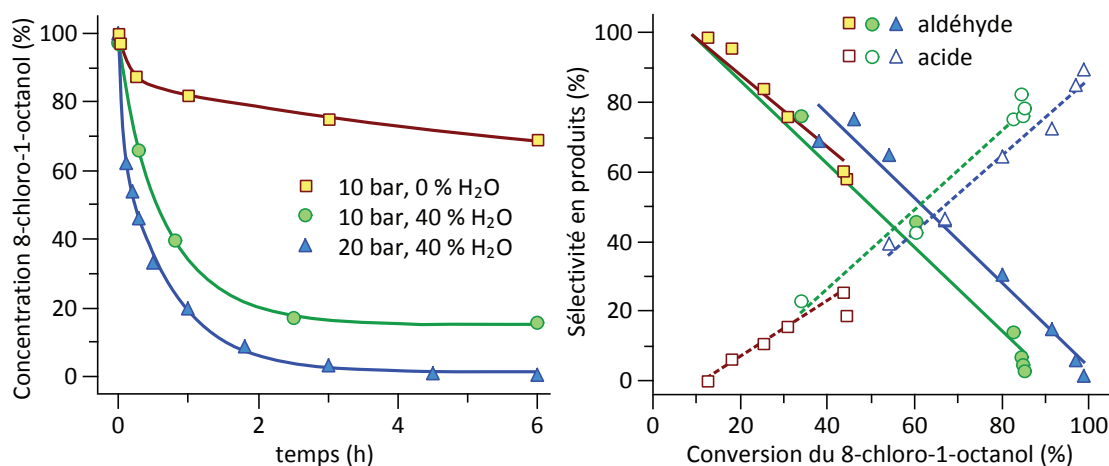 Concentration 8-chloro-1-octanol (%)
100
80
60
40
20
0
10 bar, 0 % H₂O
10 bar, 40 % H₂O
20 bar, 40 % H₂O
0
2
4
6
temps (h)
Sélectivité en produits (%)
100
80
60
40
20
0
aldéhyde
acide
0
20
40
60
80
100
Conversion du 8-chloro-1-octanol (%)